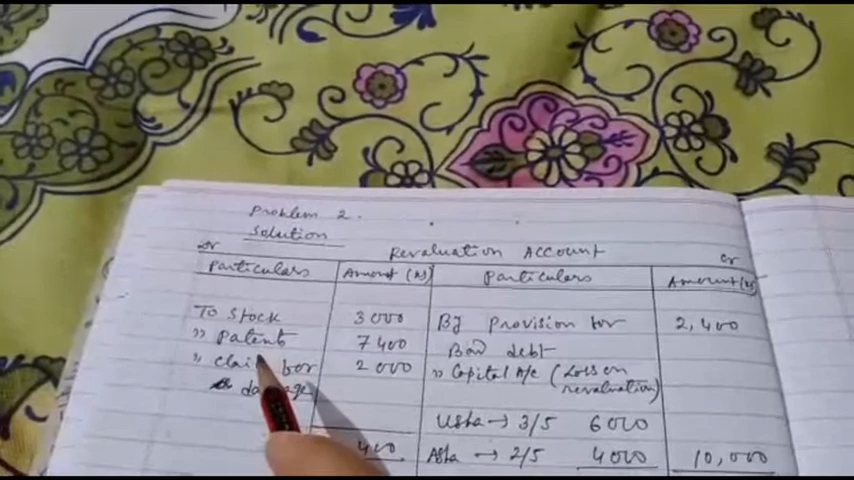 Problem 2.
Solution
Revaluation Account
Dr Cr
Particulars Amount (Rs) Particulars Amount (Rs)
To Stock 3000 By Provision for 2,400
" Patent 7400 Bad debt
" Claim for 2000 " Capital A/c (Loss on
revaluation)
Usha → 3/5 6000
400 Asha → 2/5 4000 10,000